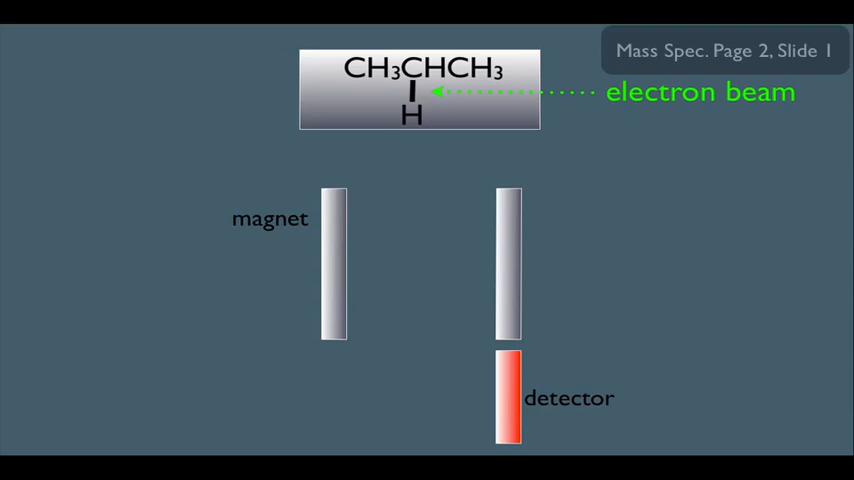 Mass Spec. Page 2, Slide 1
CH₃CHCH₃
H
electron beam
magnet
detector